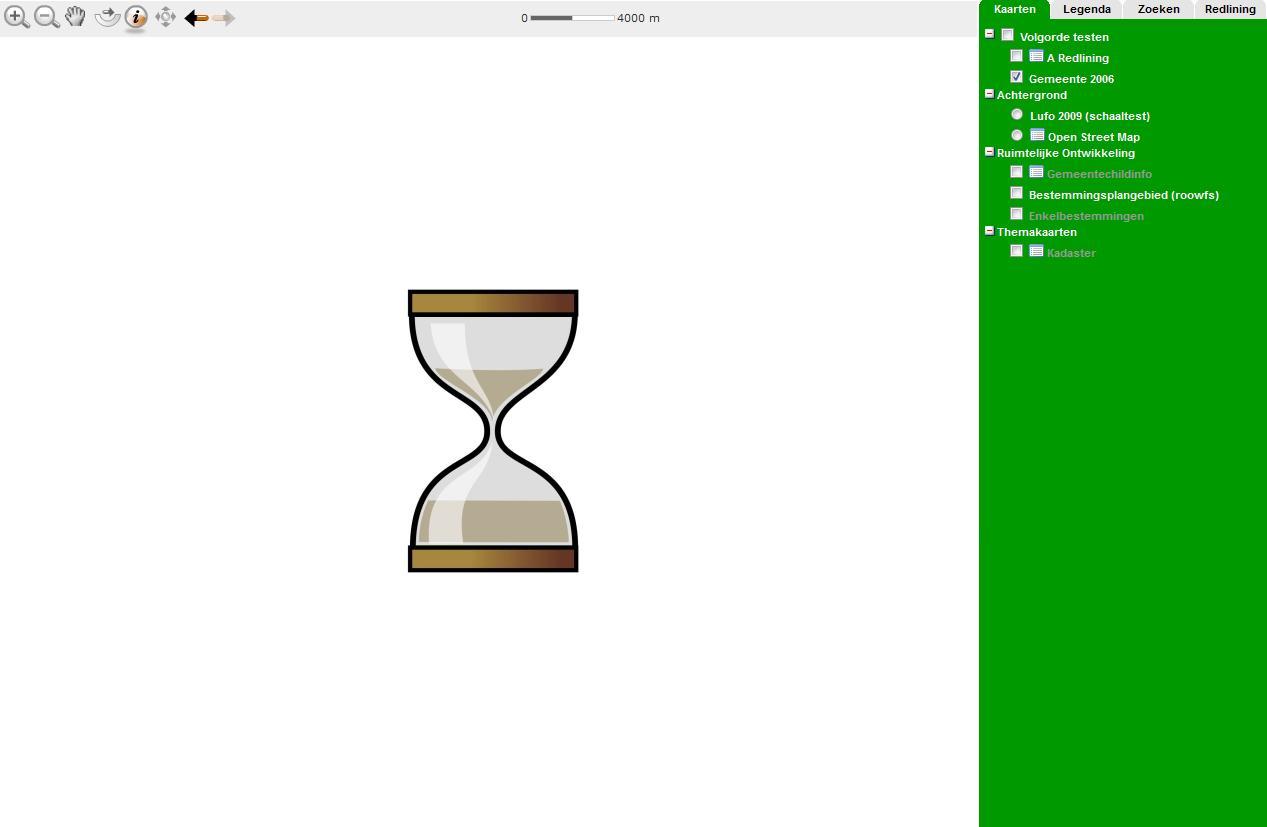 0 4000 m
Kaarten Legenda Zoeken Redlining
Volgorde testen
A Redlining
Gemeente 2006
Achtergrond
Lufo 2009 (schaaltest)
Open Street Map
Ruimtelijke Ontwikkeling
Gemeentechildinfo
Bestemmingsplangebied (roowfs)
Enkelbestemmingen
Themakaarten
Kadaster